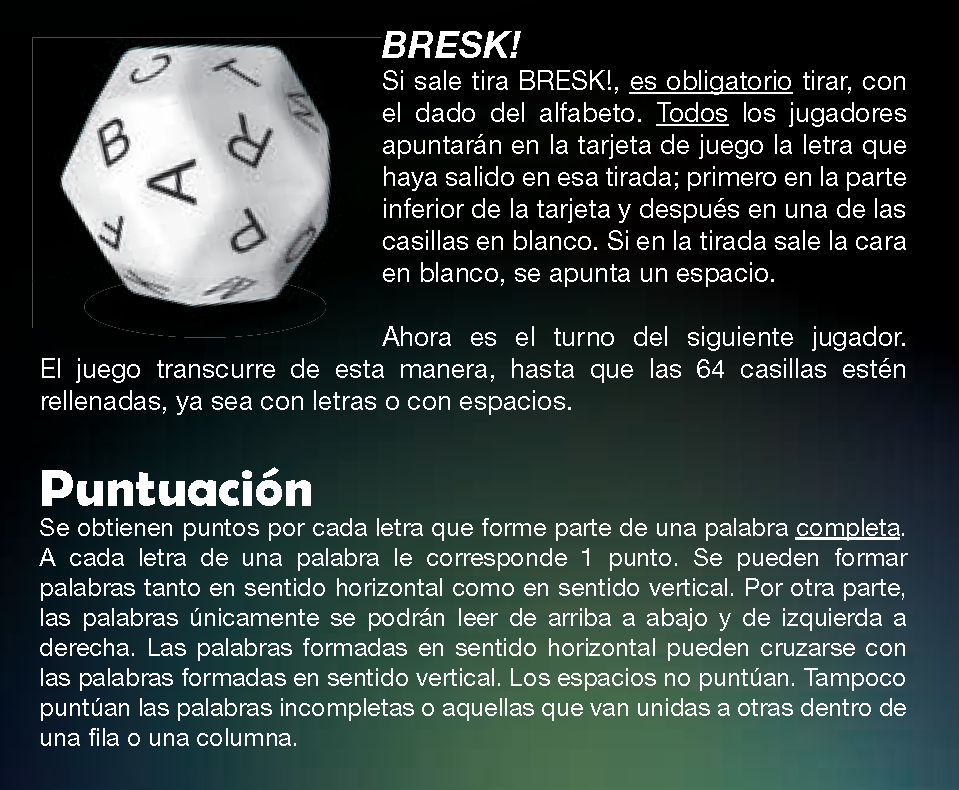 BRESK!
Si sale tira BRESK!, es obligatorio tirar, con
el dado del alfabeto. Todos los jugadores
apuntarán en la tarjeta de juego la letra que
haya salido en esa tirada; primero en la parte
inferior de la tarjeta y después en una de las
casillas en blanco. Si en la tirada sale la cara
en blanco, se apunta un espacio.
Ahora es el turno del siguiente jugador.
El juego transcurre de esta manera, hasta que las 64 casillas estén
rellenadas, ya sea con letras o con espacios.
Puntuación
Se obtienen puntos por cada letra que forme parte de una palabra completa.
A cada letra de una palabra le corresponde 1 punto. Se pueden formar
palabras tanto en sentido horizontal como en sentido vertical. Por otra parte,
las palabras únicamente se podrán leer de arriba a abajo y de izquierda a
derecha. Las palabras formadas en sentido horizontal pueden cruzarse con
las palabras formadas en sentido vertical. Los espacios no puntúan. Tampoco
puntúan las palabras incompletas o aquellas que van unidas a otras dentro de
una fila o una columna.
J
T
M
B
R
A
F
P